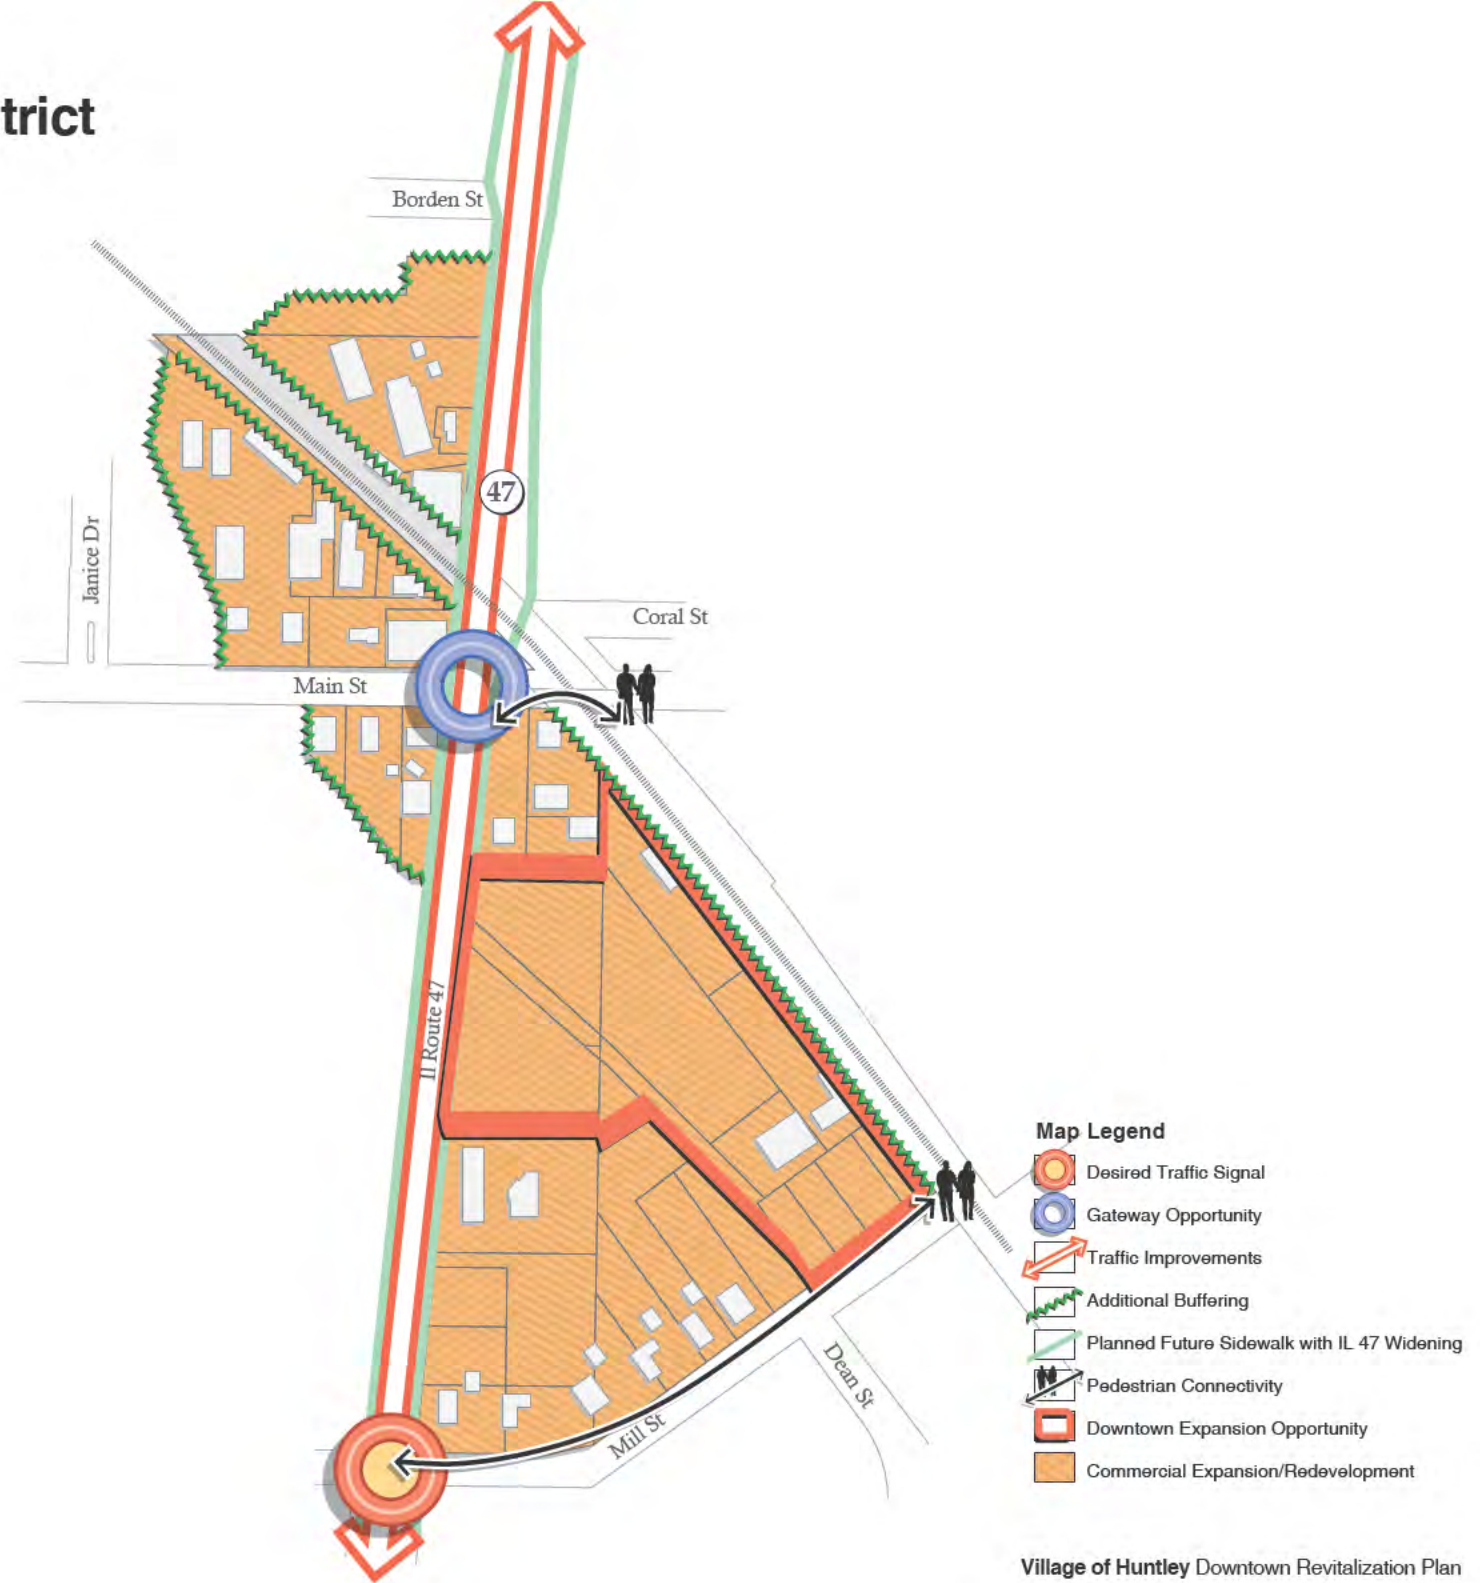 trict
Borden St
47
Janice Dr
Coral St
Main St
Il Route 47
Map Legend
Desired Traffic Signal
Gateway Opportunity
Traffic Improvements
Additional Buffering
Planned Future Sidewalk with IL 47 Widening
Pedestrian Connectivity
Downtown Expansion Opportunity
Commercial Expansion/Redevelopment
Dean St
Mill St
Village of Huntley Downtown Revitalization Plan